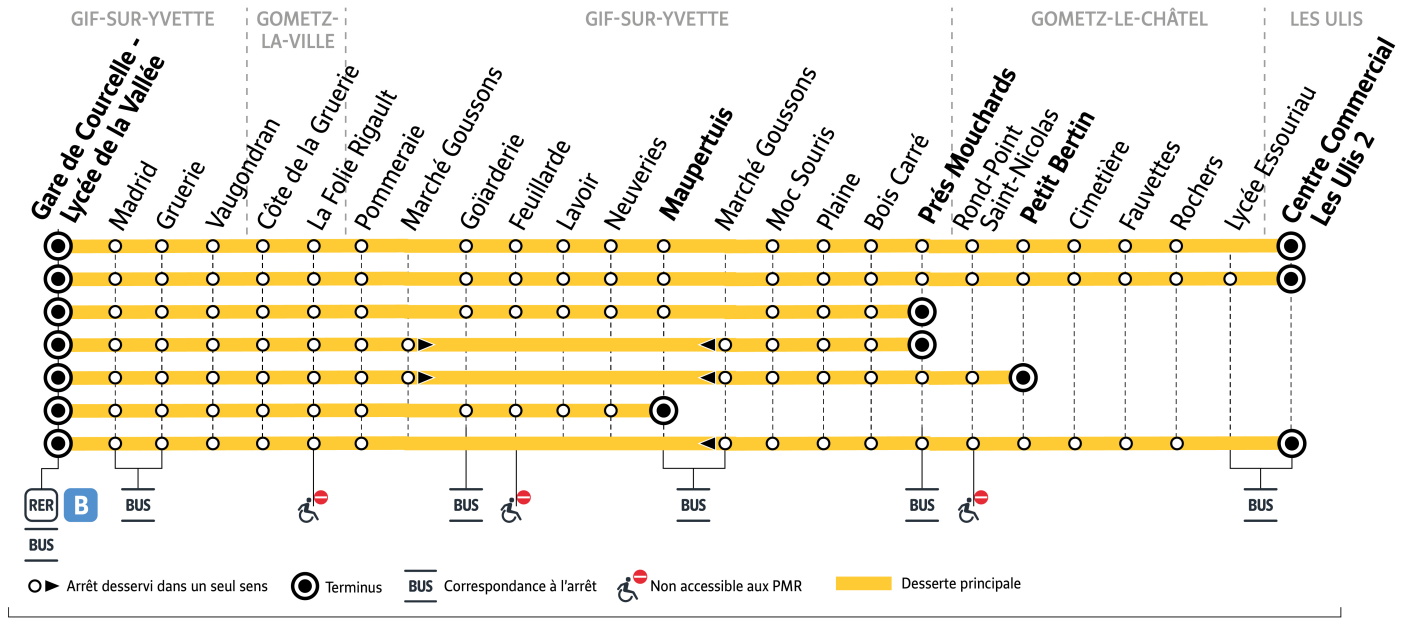 GIF-SUR-YVETTE
GOMETZ-
LA-VILLE
GIF-SUR-YVETTE
GOMETZ-LE-CHÂTEL
LES ULIS
Gare de Courcelle -
Lycée de la Vallée
Madrid
Gruerie
Vaugondran
Côte de la Gruerie
La Folie Rigault
Pommeraie
Marché Goussons
Goïarderie
Feuillarde
Lavoir
Neuveries
Maupertuis
Marché Goussons
Moc Souris
Plaine
Bois Carré
Prés Mouchards
Rond-Point
Saint-Nicolas
Petit Bertin
Cimetière
Fauvettes
Rochers
Lycée Essouriau
Centre Commercial
Les Ulis 2
RER B
BUS
BUS
BUS
BUS
BUS
BUS
Arrêt desservi dans un seul sens
Terminus
BUS
Correspondance à l'arrêt
Non accessible aux PMR
Desserte principale